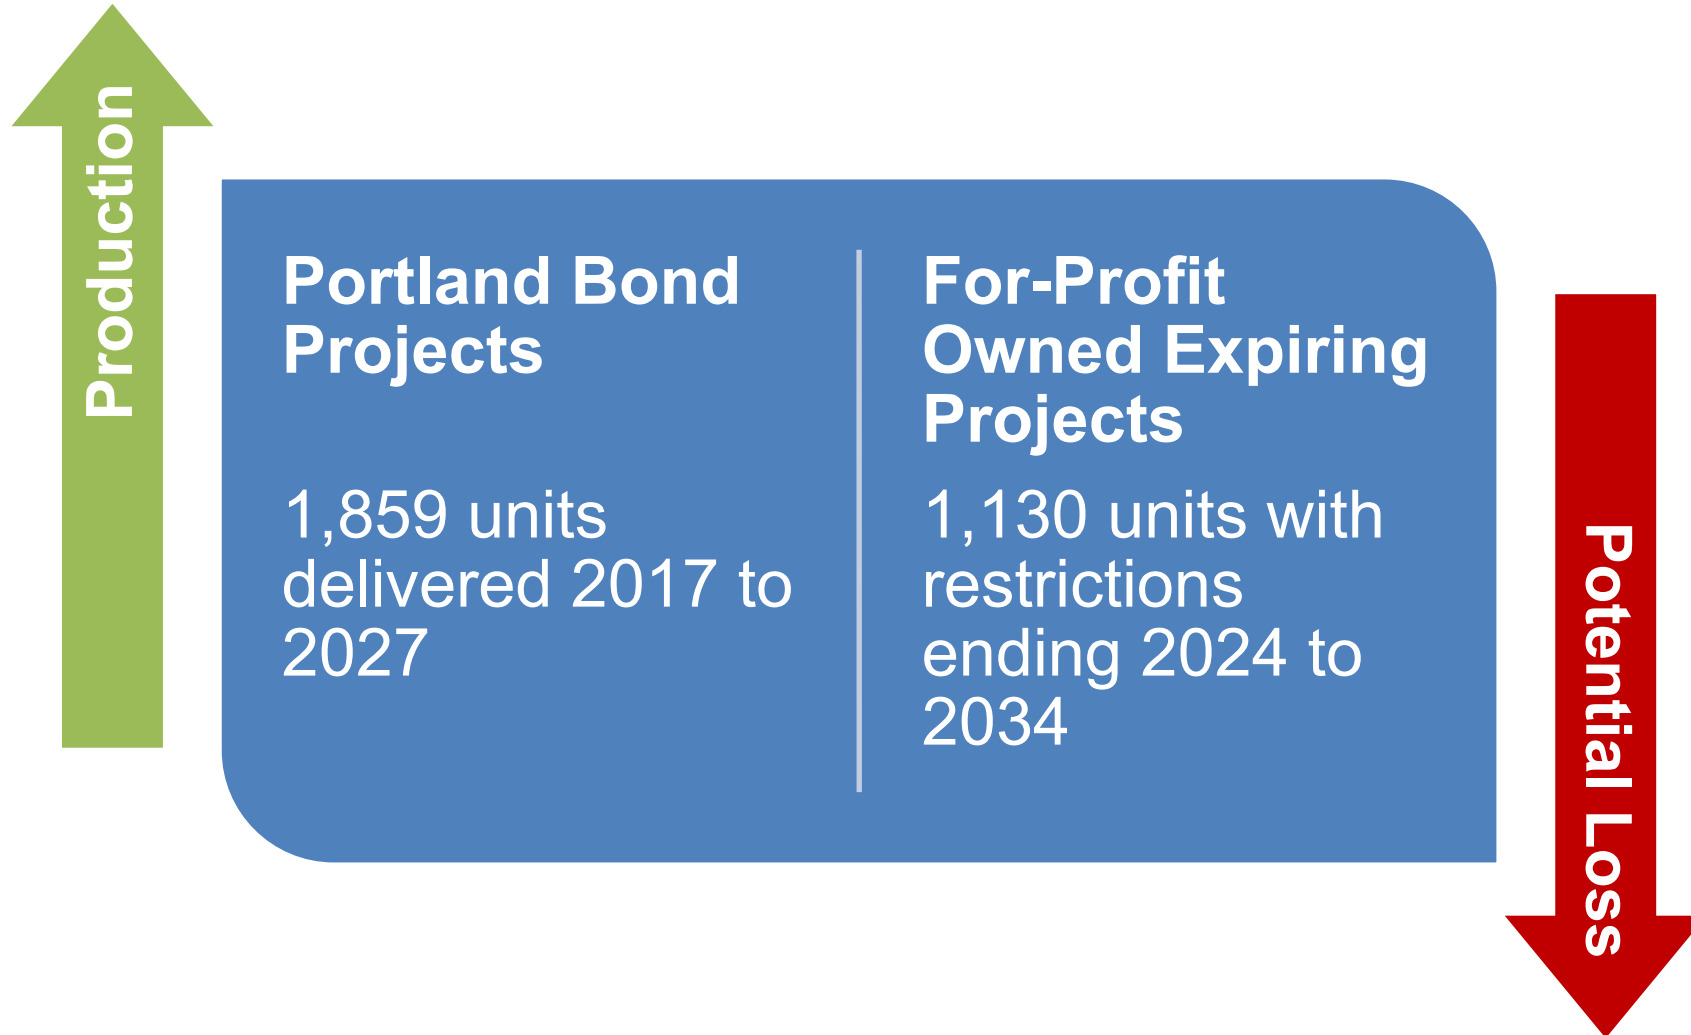 Production
Portland Bond
Projects
1,859 units
delivered 2017 to
2027
For-Profit
Owned Expiring
Projects
1,130 units with
restrictions
ending 2024 to
2034
Potential Loss